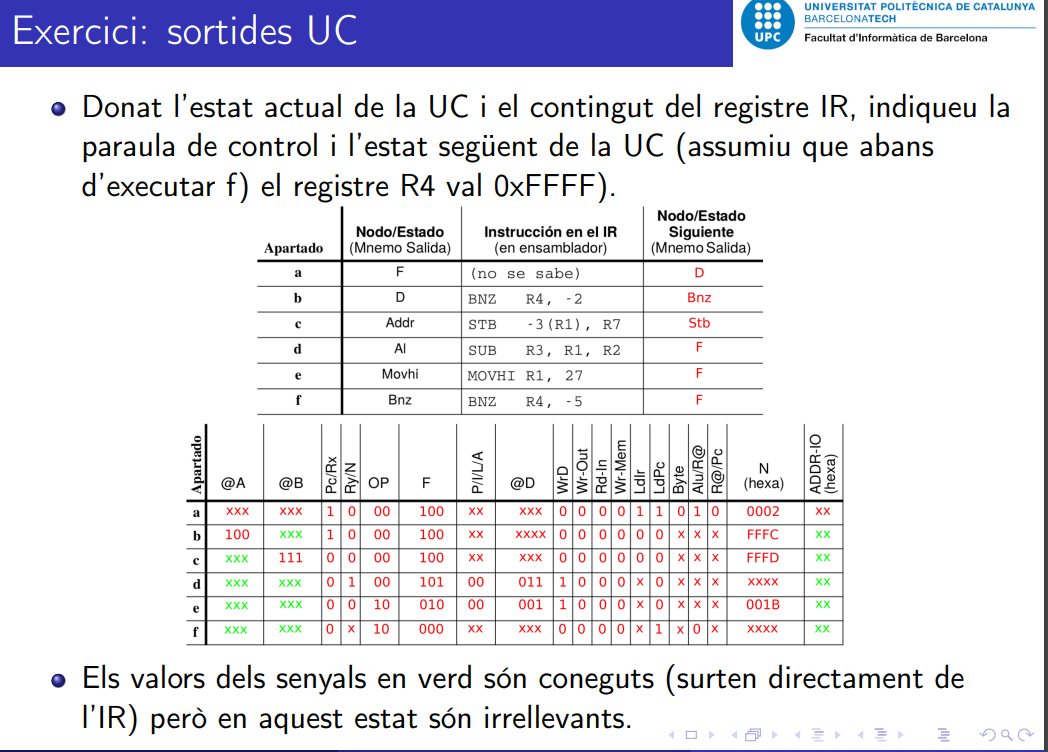 Exercici: sortides UC
UNIVERSITAT POLITÈCNICA DE CATALUNYA
BARCELONATECH
Facultat d'Informàtica de Barcelona
UPC
Donat l'estat actual de la UC i el contingut del registre IR, indiqueu la
paraula de control i l'estat següent de la UC (assumiu que abans
d'executar f) el registre R4 val 0xFFFF).
Apartado Nodo/Estado (Mnemo Salida) Instrucción en el IR (en ensamblador) Nodo/Estado Siguiente (Mnemo Salida)
a F (no se sabe) D
b D BNZ R4, -2 Bnz
c Addr STB -3(R1), R7 Stb
d Al SUB R3, R1, R2 F
e Movhi MOVHI R1, 27 F
f Bnz BNZ R4, -5 F
Apartado @A @B Pc/Rx Ry/N OP F P/I/L/A @D WrD Wr-Out Rd-In Wr-Mem LdIr LdPc Byte Alu/R@ R@/Pc N (hexa) ADDR-IO (hexa)
a xxx xxx 1 0 00 100 xx xxx 0 0 0 0 1 1 0 1 0 0002 xx
b 100 xxx 1 0 00 100 xx xxxx 0 0 0 0 0 0 x x x FFFC xx
c xxx 111 0 0 00 100 xx xxx 0 0 0 0 0 0 x x x FFFD xx
d xxx xxx 0 1 00 101 00 011 1 0 0 0 x 0 x x x xxxx xx
e xxx xxx 0 0 10 010 00 001 1 0 0 0 x 0 x x x 001B xx
f xxx xxx 0 x 10 000 xx xxx 0 0 0 0 x 1 x 0 x xxxx xx
Els valors dels senyals en verd són coneguts (surten directament de
l'IR) però en aquest estat són irrellevants.